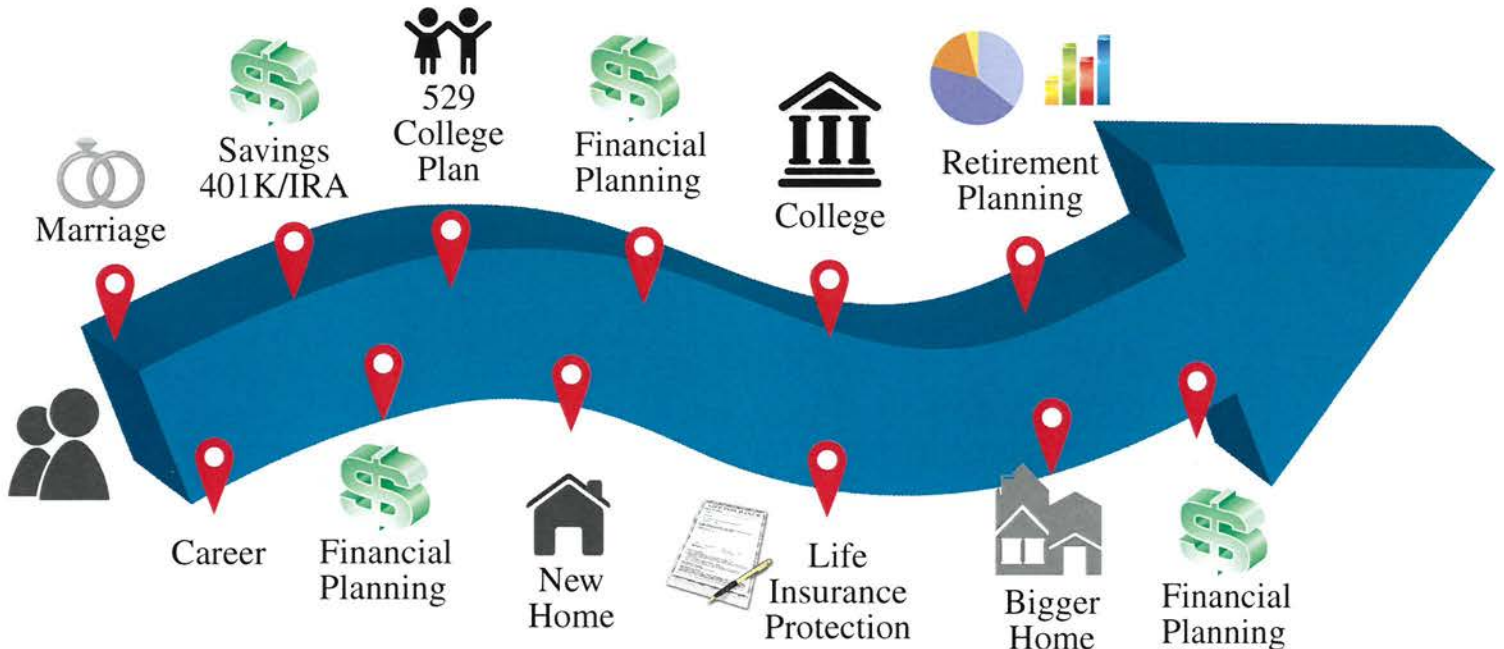 Marriage
Savings
401K/IRA
529
College
Plan
Financial
Planning
College
Retirement
Planning
Career
Financial
Planning
New
Home
Life
Insurance
Protection
Bigger
Home
Financial
Planning